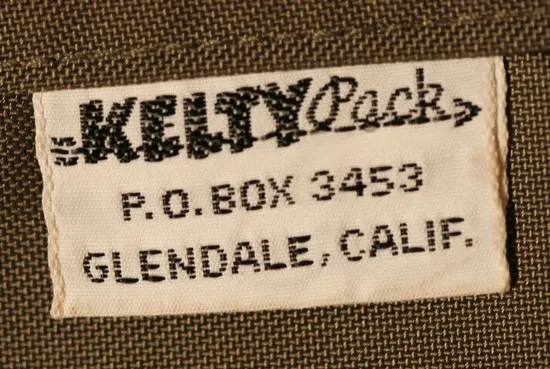 KELTY Pack
P.O. BOX 3453
GLENDALE, CALIF.